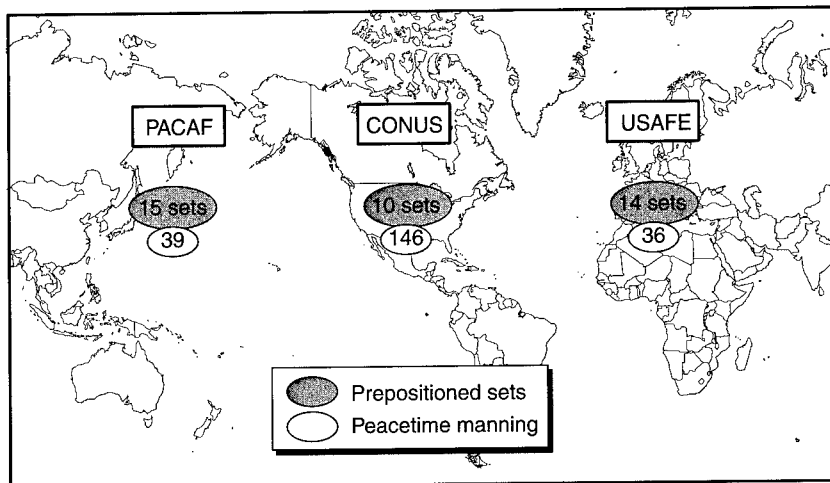 PACAF
CONUS
USAFE
15 sets
10 sets
14 sets
39
146
36
Prepositioned sets
Peacetime manning